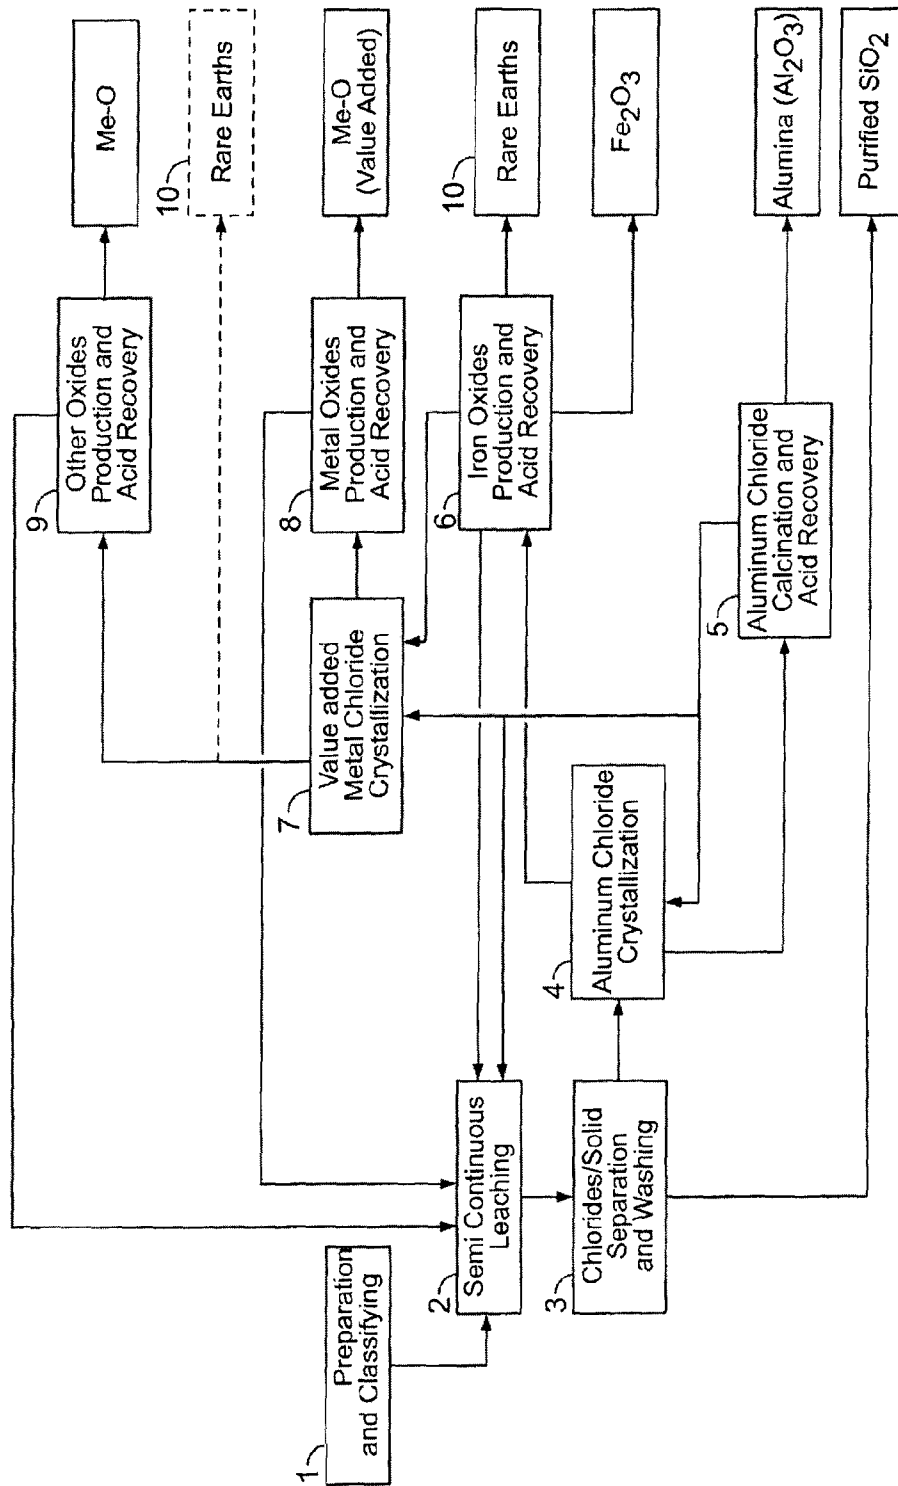 1
Preparation
and Classifying
2
Semi Continuous
Leaching
3
Chlorides/Solid
Separation
and Washing
4
Aluminum Chloride
Crystallization
5
Aluminum Chloride
Calcination and
Acid Recovery
6
Iron Oxides
Production and
Acid Recovery
7
Value added
Metal Chloride
Crystallization
8
Metal Oxides
Production and
Acid Recovery
9
Other Oxides
Production and
Acid Recovery
Me-O
10
Rare Earths
Me-O
(Value Added)
10
Rare Earths
Fe2O3
Alumina (Al2O3)
Purified SiO2